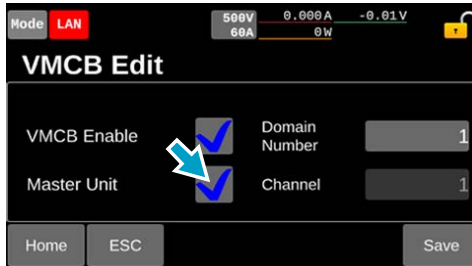 Mode LAN 500V 0.000A -0.01V
60A 0W
VMCB Edit
VMCB Enable Domain Number 1
Master Unit Channel 1
Home ESC Save